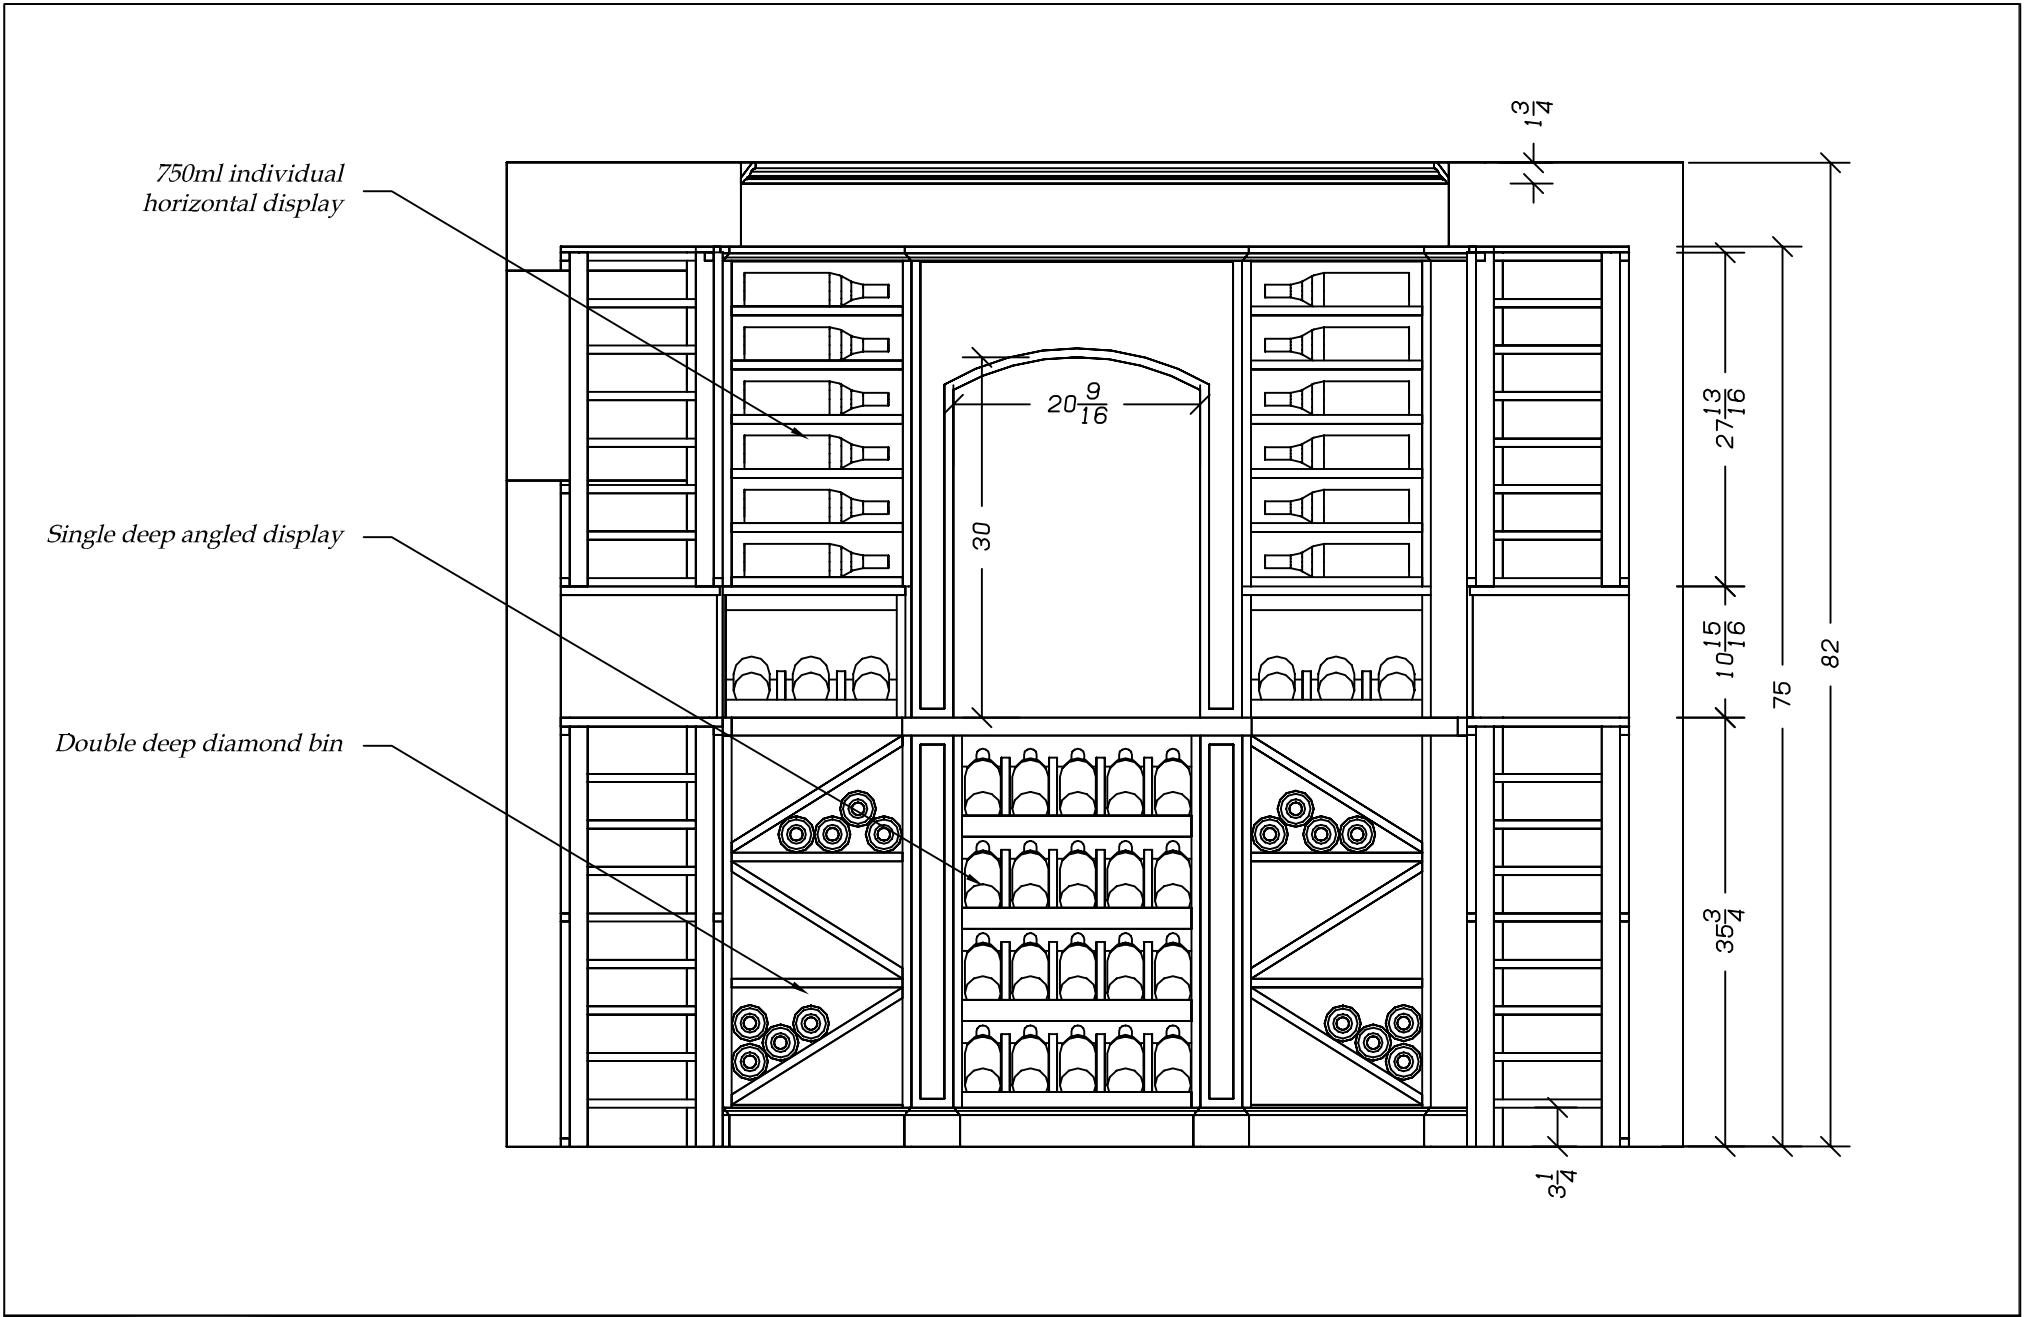 750ml individual
horizontal display
Single deep angled display
Double deep diamond bin
1 3/4
20 9/16
30
27 13/16
10 15/16
35 3/4
75
82
3 1/4